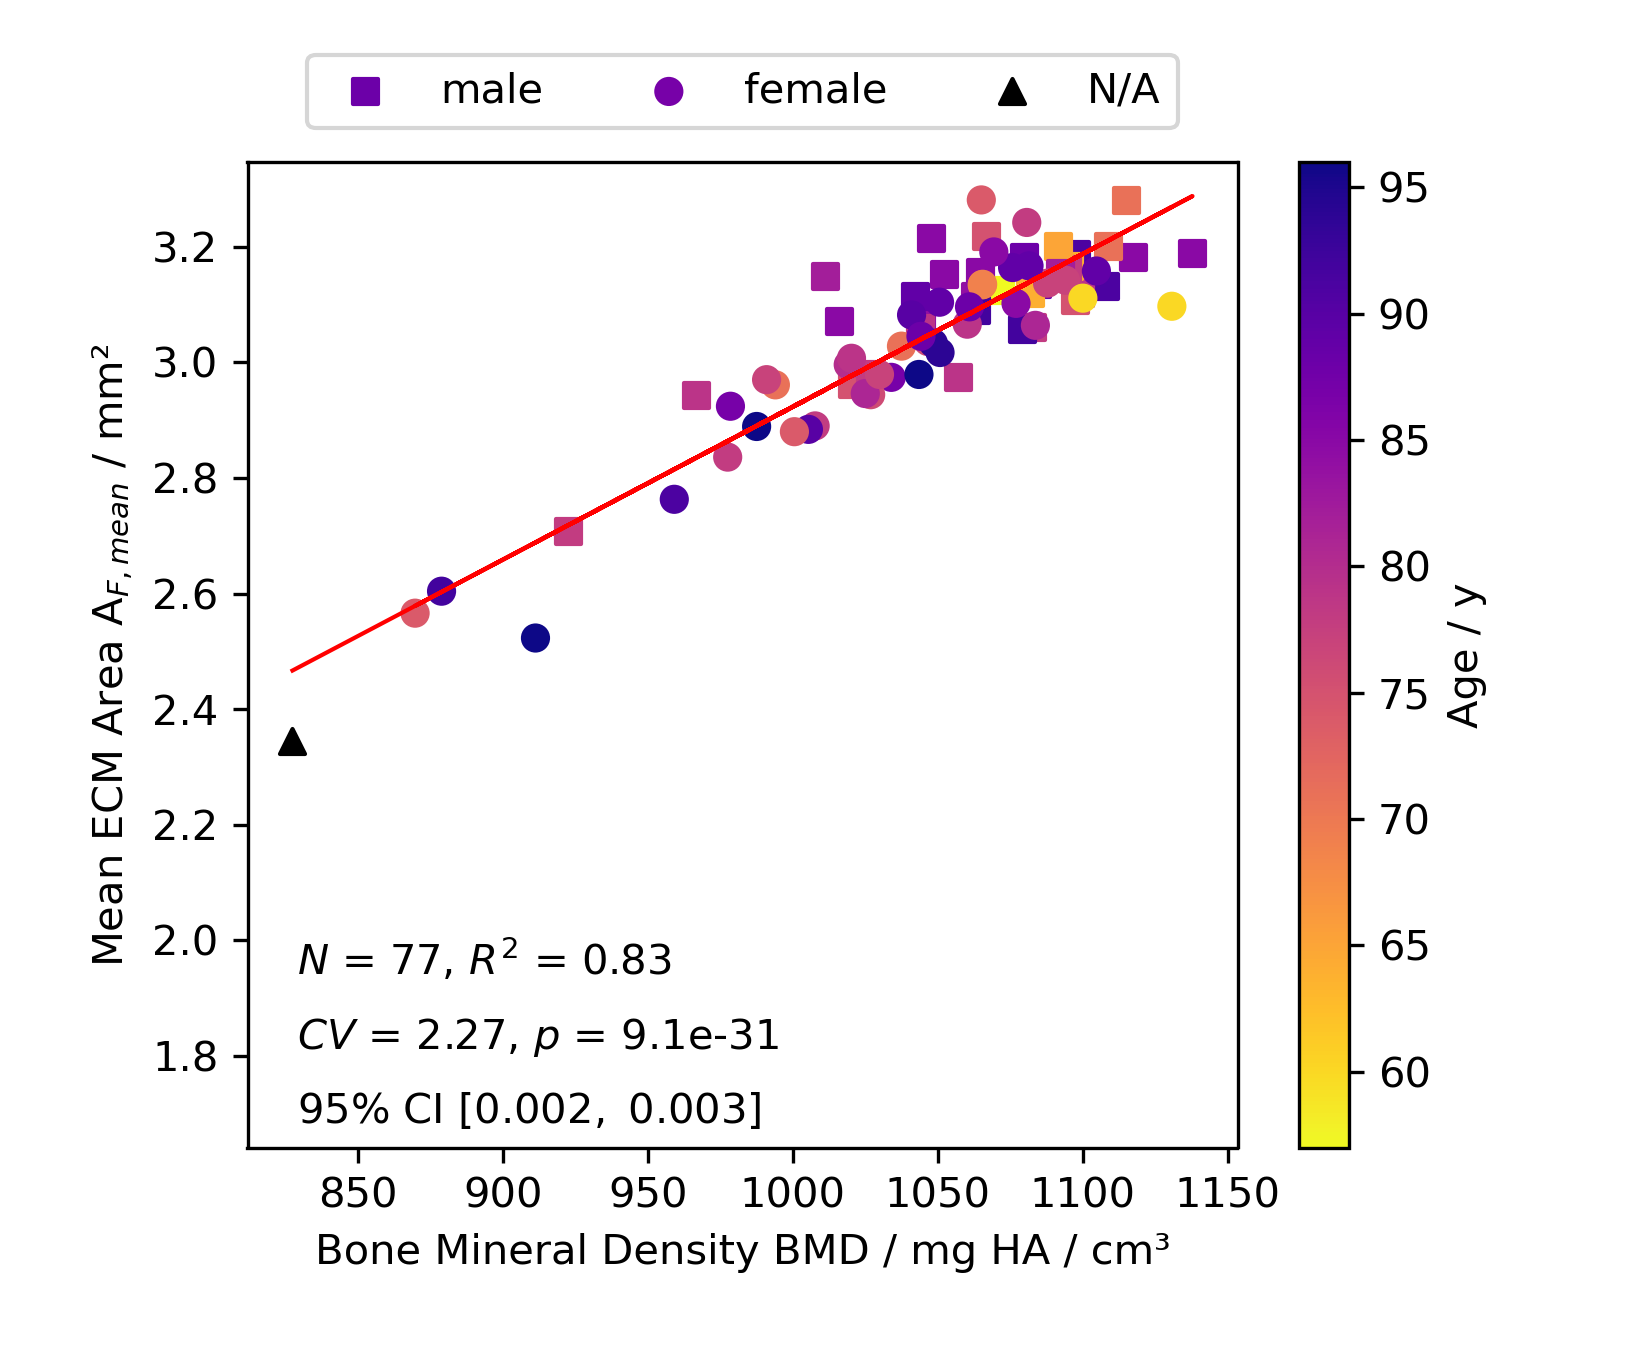 male female N/A
3.2
3.0
2.8
2.6
2.4
2.2
2.0
1.8
Mean ECM Area A_{F, mean} / mm²
N = 77, R² = 0.83
CV = 2.27, p = 9.1e-31
95% CI [0.002, 0.003]
850 900 950 1000 1050 1100 1150
Bone Mineral Density BMD / mg HA / cm³
95
90
85
80
75
70
65
60
Age / y